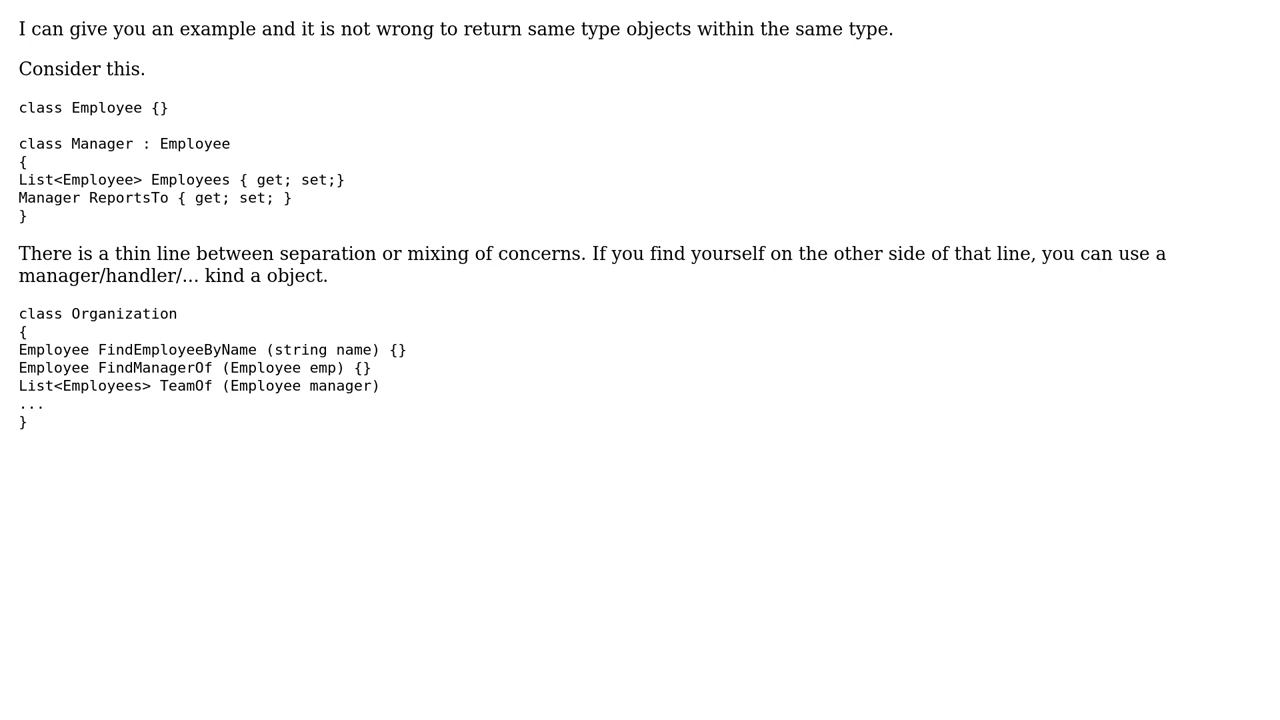 I can give you an example and it is not wrong to return same type objects within the same type.
Consider this.
class Employee {}
class Manager : Employee
{
List<Employee> Employees { get; set;}
Manager ReportsTo { get; set; }
}
There is a thin line between separation or mixing of concerns. If you find yourself on the other side of that line, you can use a
manager/handler/... kind a object.
class Organization
{
Employee FindEmployeeByName (string name) {}
Employee FindManagerOf (Employee emp) {}
List<Employees> TeamOf (Employee manager)
...
}